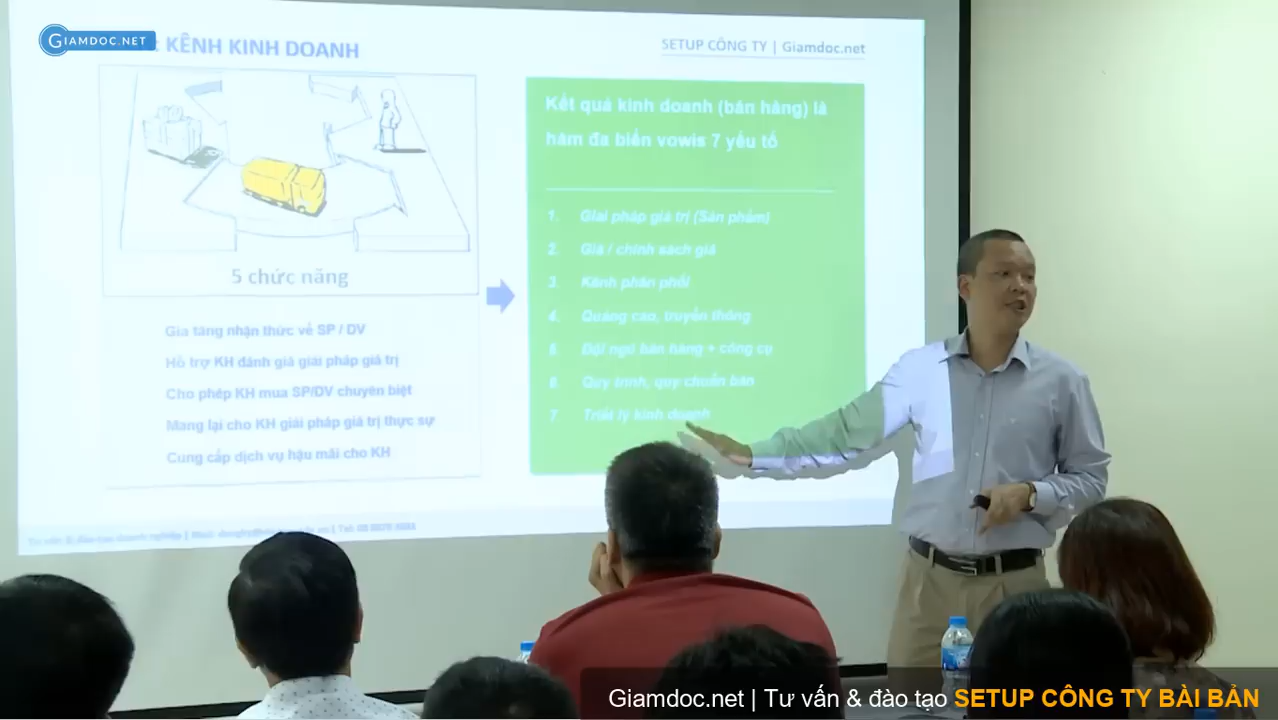 GIAMDOC.NET
KÊNH KINH DOANH
SETUP CÔNG TY | Giamdoc.net
5 chức năng
Gia tăng nhận thức về SP / DV
Hỗ trợ KH đánh giá giải pháp giá trị
Cho phép KH mua SP/DV chuyên biệt
Mang lại cho KH giải pháp giá trị thực sự
Cung cấp dịch vụ hậu mãi cho KH
Kết quả kinh doanh (bán hàng) là
hàm đa biến vowis 7 yếu tố
1. Giải pháp giá trị (Sản phẩm)
2. Giá / chính sách giá
3. Kênh phân phối
4. Quảng cáo, truyền thông
5. Đội ngũ bán hàng + công cụ
6. Quy trình, quy chuẩn bán
7. Triết lý kinh doanh
Giamdoc.net | Tư vấn & đào tạo SETUP CÔNG TY BÀI BẢN